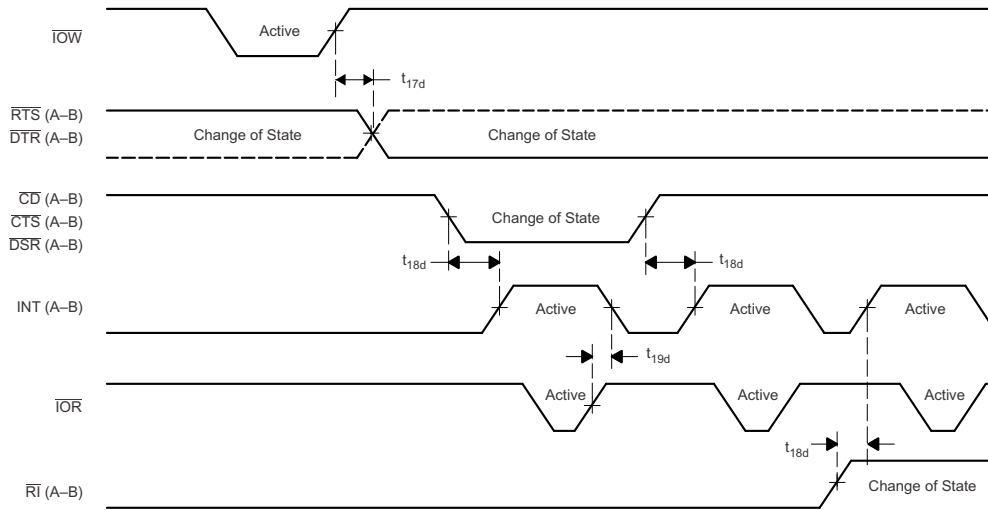 IOW
Active
t17d
RTS (A–B)
DTR (A–B)
Change of State
Change of State
CD (A–B)
CTS (A–B)
DSR (A–B)
Change of State
t18d
t18d
INT (A–B)
Active
Active
Active
t19d
IOR
Active
Active
Active
t18d
RI (A–B)
Change of State